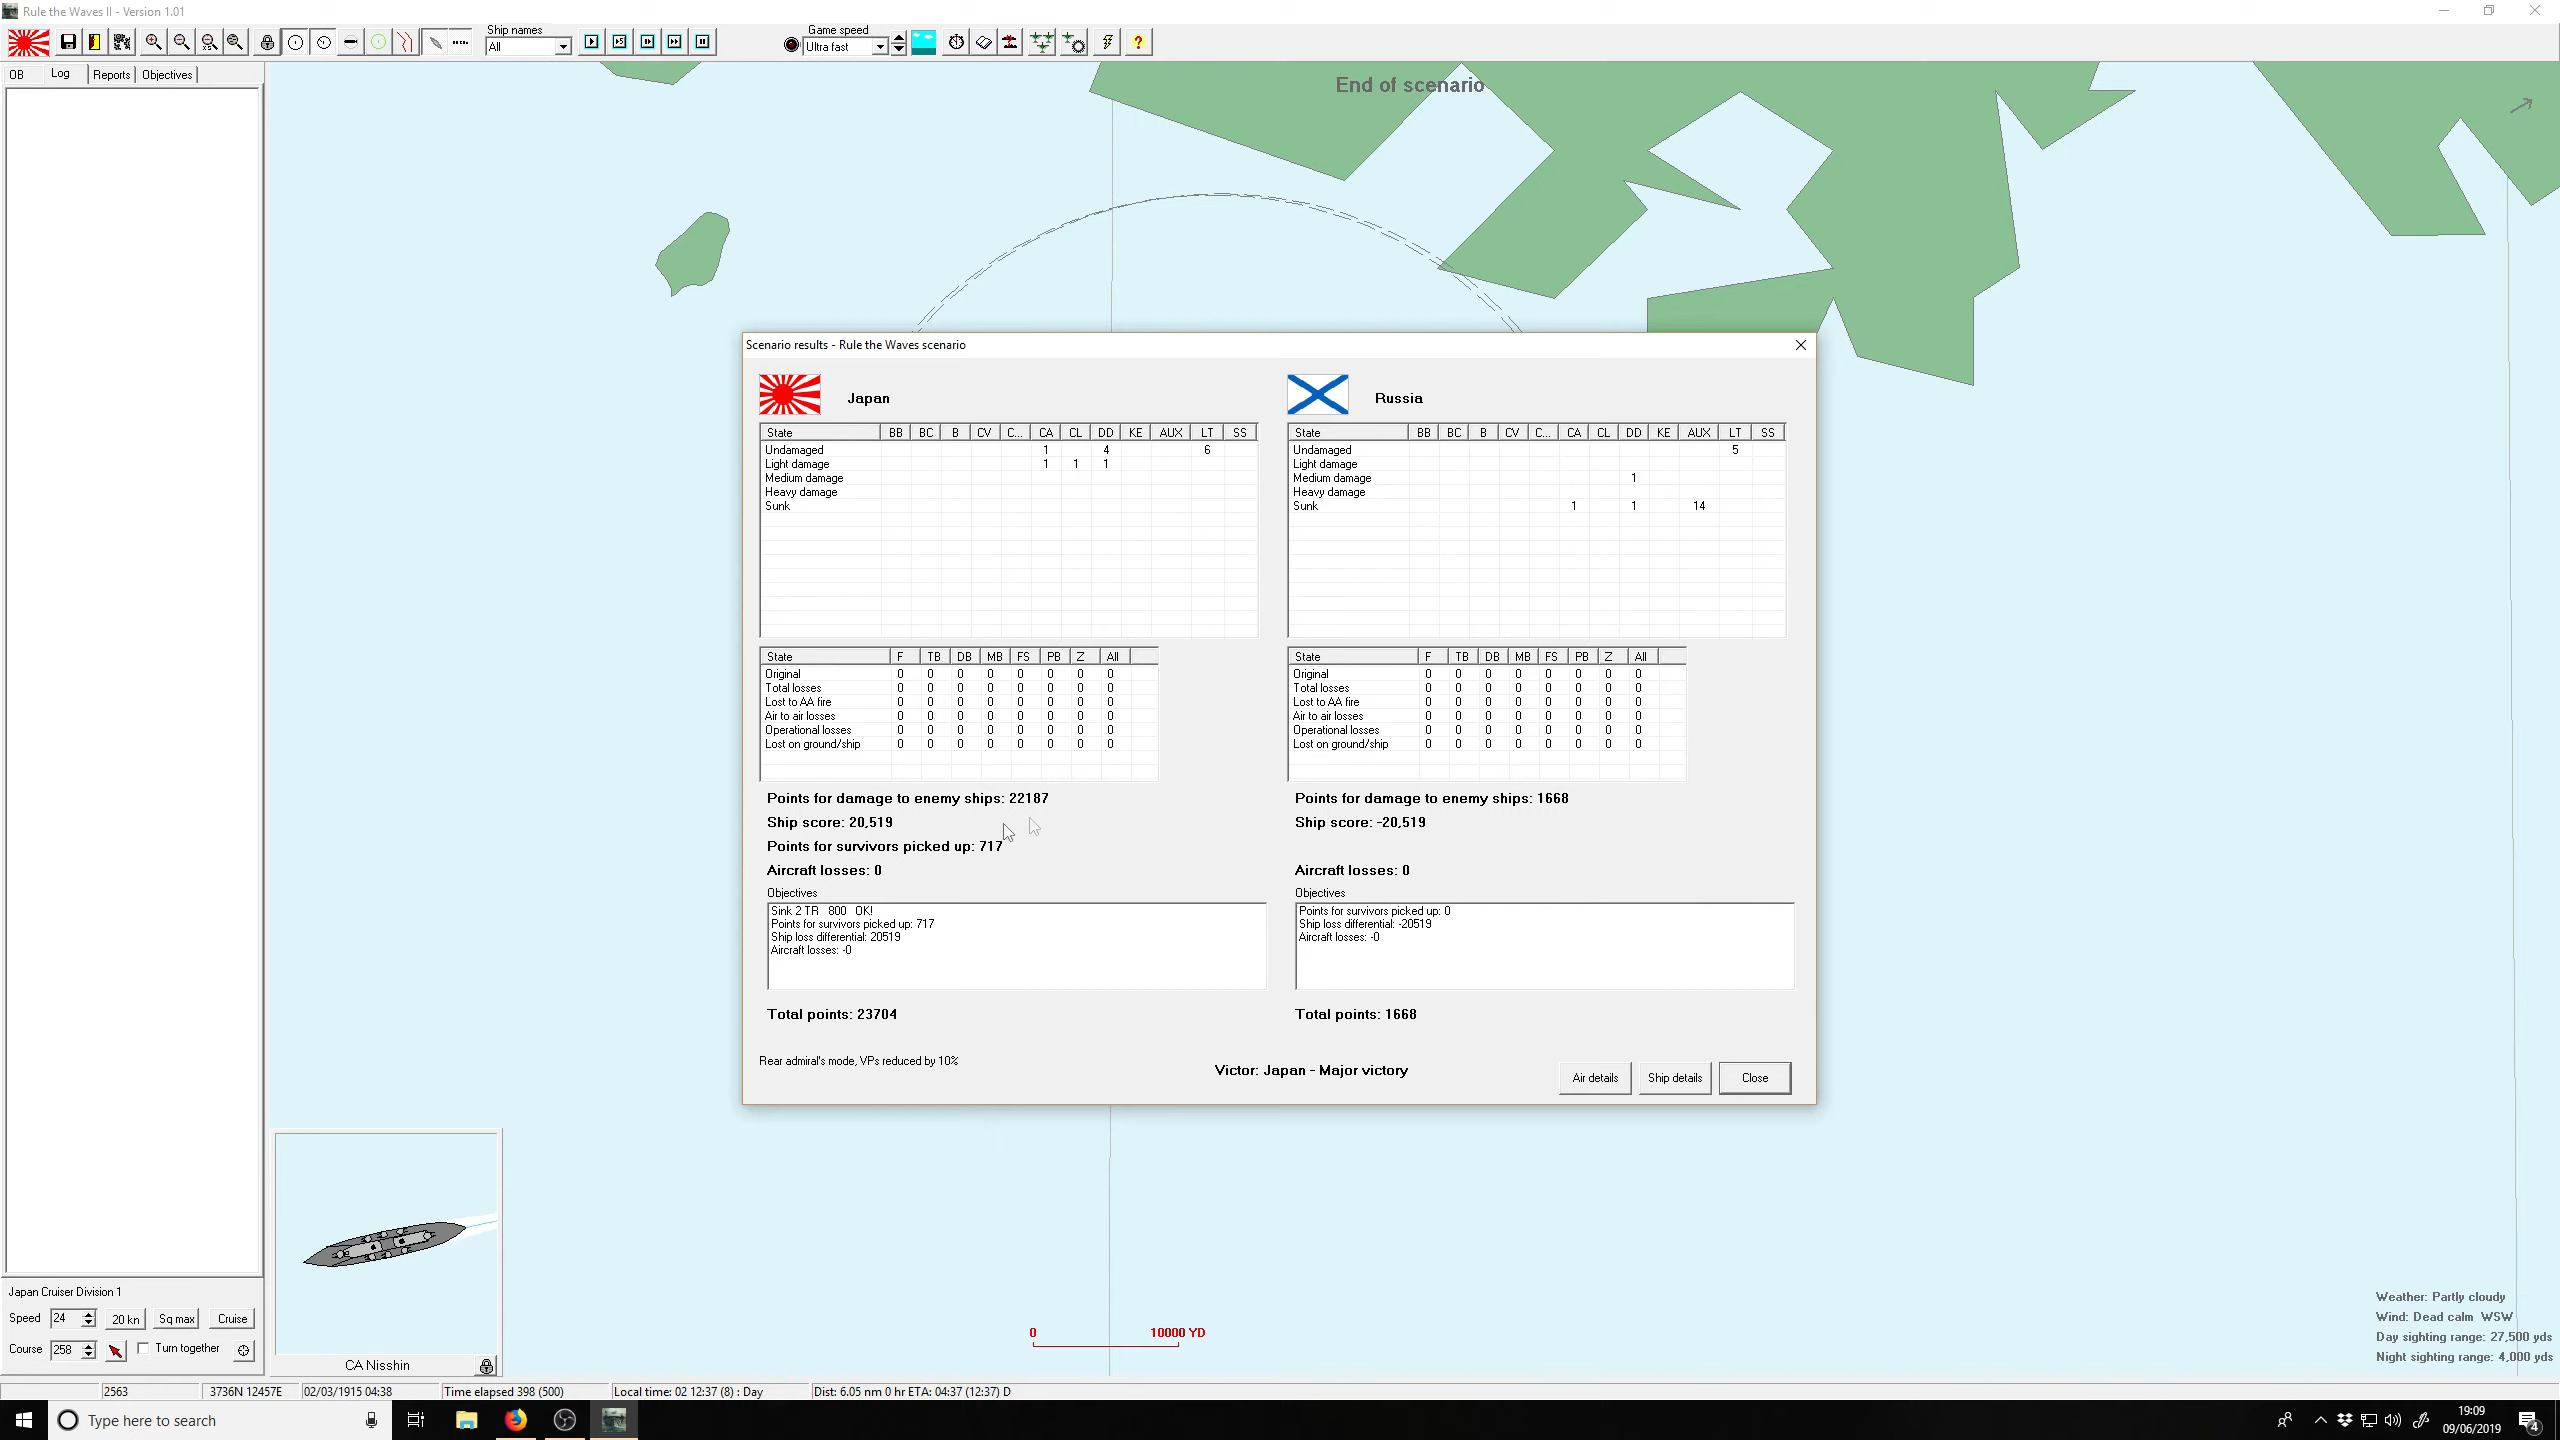 Rule the Waves II - Version 1.01
Ship names
All
Game speed
Ultra fast
OB Log Reports Objectives
End of scenario
Scenario results - Rule the Waves scenario
Japan
State BB BC B CV C... CA CL DD KE AUX LT SS
Undamaged 1 4 6
Light damage 1 1 1
Medium damage
Heavy damage
Sunk
Russia
State BB BC B CV C... CA CL DD KE AUX LT SS
Undamaged 5
Light damage
Medium damage 1
Heavy damage
Sunk 1 1 14
State F TB DB MB FS PB Z All
Original 0 0 0 0 0 0 0 0
Total losses 0 0 0 0 0 0 0 0
Lost to AA fire 0 0 0 0 0 0 0 0
Air to air losses 0 0 0 0 0 0 0 0
Operational losses 0 0 0 0 0 0 0 0
Lost on ground/ship 0 0 0 0 0 0 0 0
State F TB DB MB FS PB Z All
Original 0 0 0 0 0 0 0 0
Total losses 0 0 0 0 0 0 0 0
Lost to AA fire 0 0 0 0 0 0 0 0
Air to air losses 0 0 0 0 0 0 0 0
Operational losses 0 0 0 0 0 0 0 0
Lost on ground/ship 0 0 0 0 0 0 0 0
Points for damage to enemy ships: 22187
Ship score: 20,519
Points for survivors picked up: 717
Aircraft losses: 0
Objectives
Sink 2 TR 800 OK!
Points for survivors picked up: 717
Ship loss differential: 20519
Aircraft losses: -0
Total points: 23704
Points for damage to enemy ships: 1668
Ship score: -20,519
Aircraft losses: 0
Objectives
Points for survivors picked up: 0
Ship loss differential: -20519
Aircraft losses: -0
Total points: 1668
Rear admiral's mode, VPs reduced by 10%
Victor: Japan - Major victory
Air details Ship details Close
Japan Cruiser Division 1
Speed 24 20 kn Sq max Cruise
Course 258 Turn together
CA Nisshin
0 10000 YD
Weather: Partly cloudy
Wind: Dead calm WSW
Day sighting range: 27,500 yds
Night sighting range: 4,000 yds
2563 3736N 12457E 02/03/1915 04:38 Time elapsed 398 (500) Local time: 02 12:37 (8) : Day Dist: 6.05 nm 0 hr ETA: 04:37 (12:37) D
Type here to search
19:09
09/06/2019
4